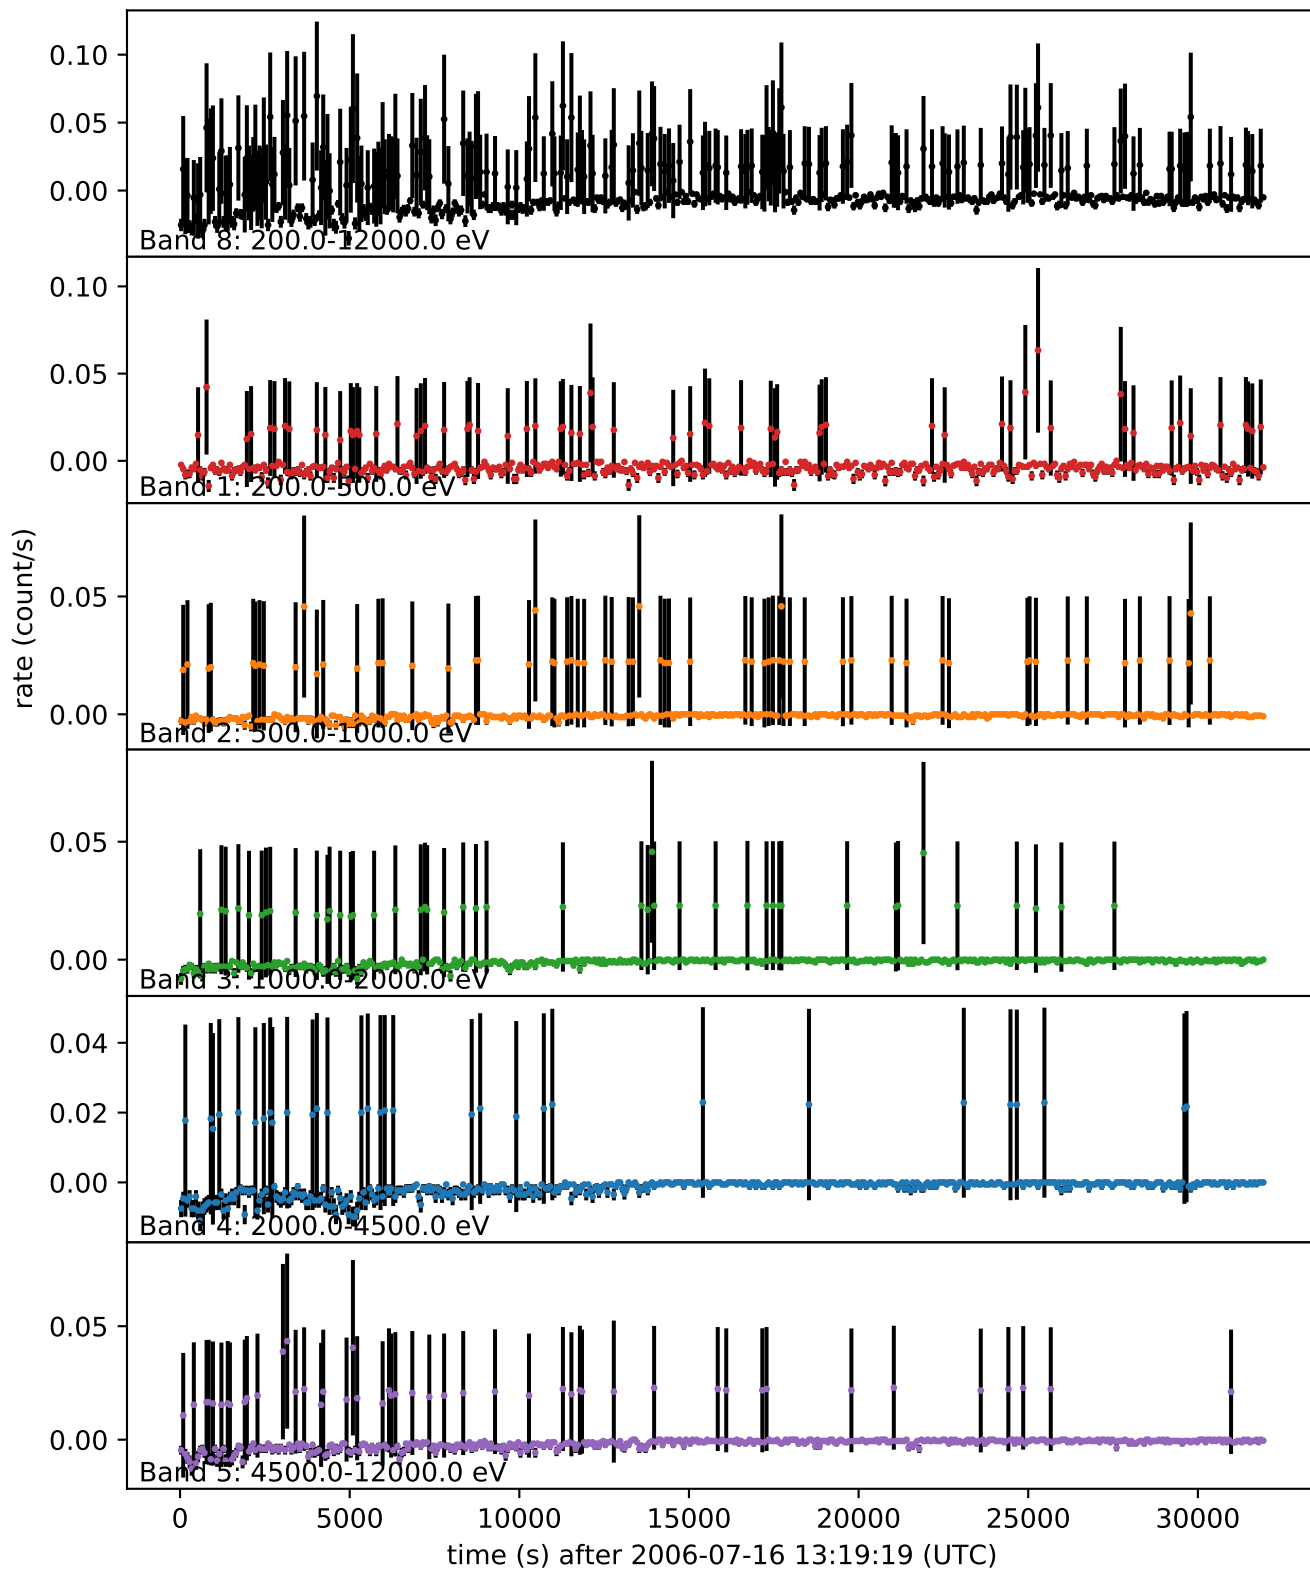 0.10
0.05
0.00
Band 8: 200.0-12000.0 eV
0.10
0.05
0.00
Band 1: 200.0-500.0 eV
0.05
0.00
Band 2: 500.0-1000.0 eV
rate (count/s)
0.05
0.00
Band 3: 1000.0-2000.0 eV
0.04
0.02
0.00
Band 4: 2000.0-4500.0 eV
0.05
0.00
Band 5: 4500.0-12000.0 eV
0 5000 10000 15000 20000 25000 30000
time (s) after 2006-07-16 13:19:19 (UTC)